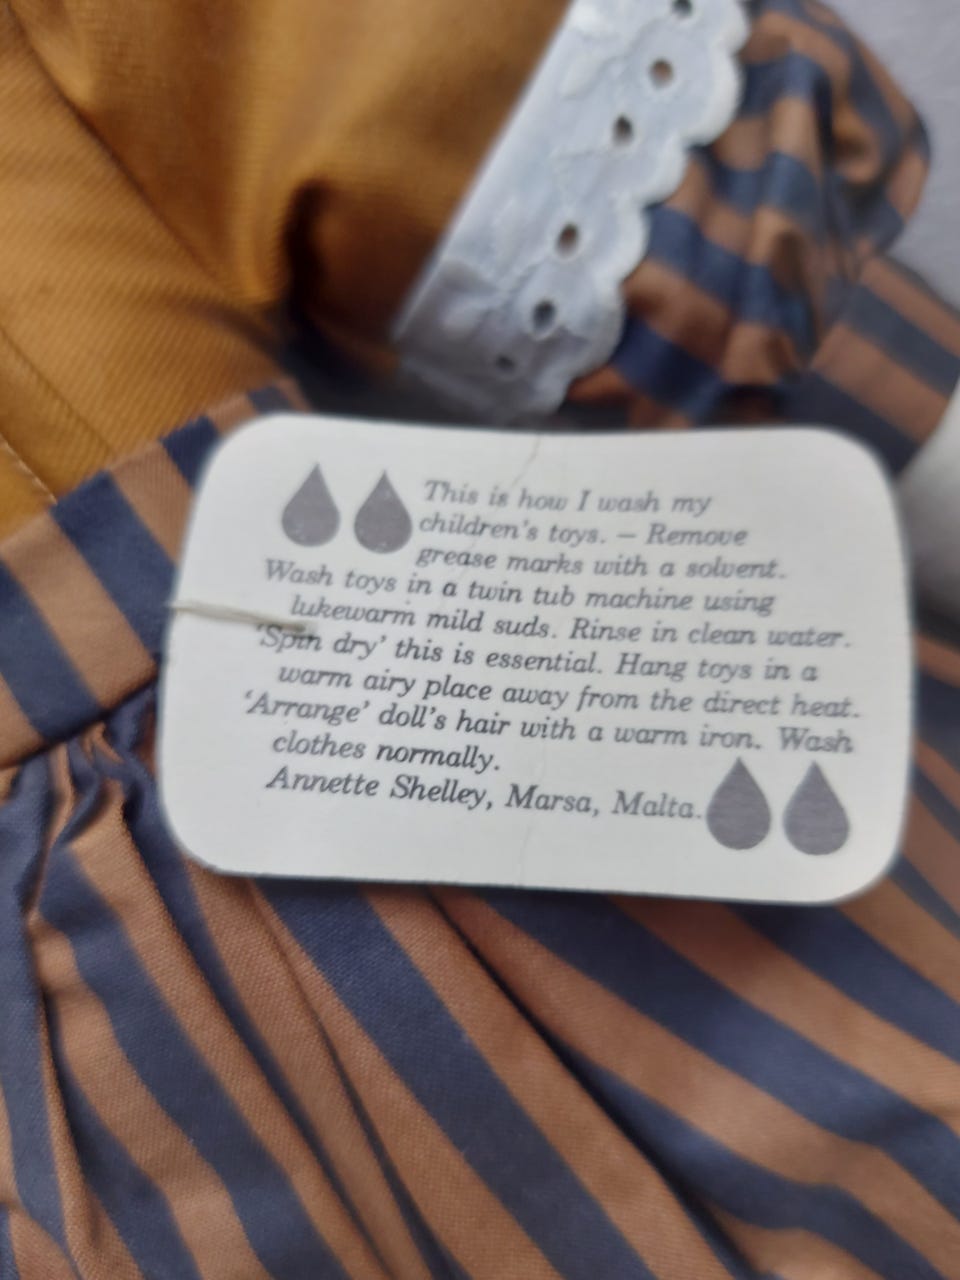 This is how I wash my
children's toys. — Remove
grease marks with a solvent.
Wash toys in a twin tub machine using
lukewarm mild suds. Rinse in clean water.
'Spin dry' this is essential. Hang toys in a
warm airy place away from the direct heat.
'Arrange' doll's hair with a warm iron. Wash
clothes normally.
Annette Shelley, Marsa, Malta.